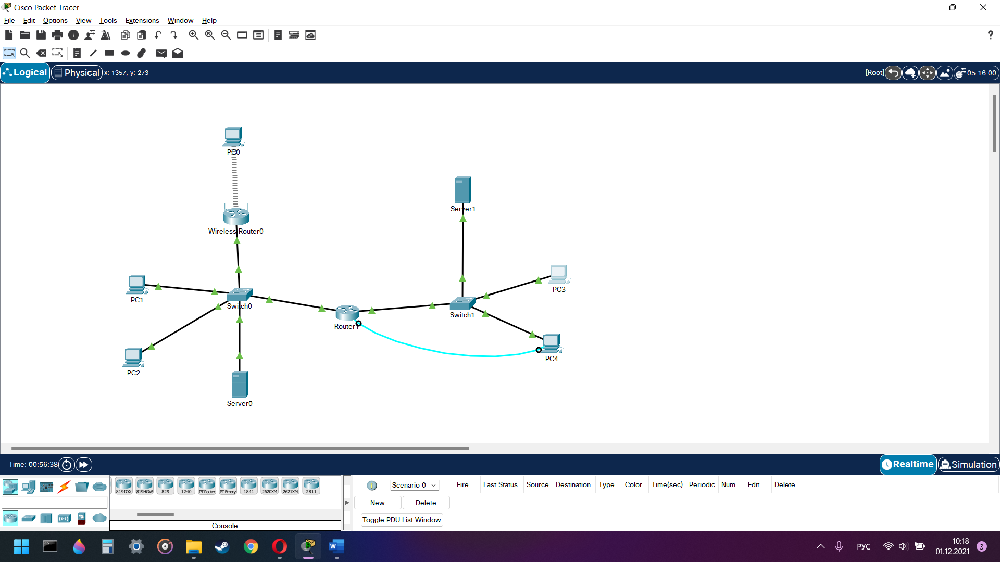 Cisco Packet Tracer
File Edit Options View Tools Extensions Window Help
Logical Physical x: 1357, y: 273 [Root] 05:16:00
PC0
Server1
Wireless Router0
PC3
PC1
Switch0
Switch1
Router1
PC4
PC2
Server0
Time: 00:56:38 Realtime Simulation
819IOX 819HGW 829 1240 PT-Router PT-Empty 1841 2620XM 2621XM 2811
Scenario 0
Fire Last Status Source Destination Type Color Time(sec) Periodic Num Edit Delete
New Delete
Toggle PDU List Window
Console
РУС
10:18
01.12.2021
3